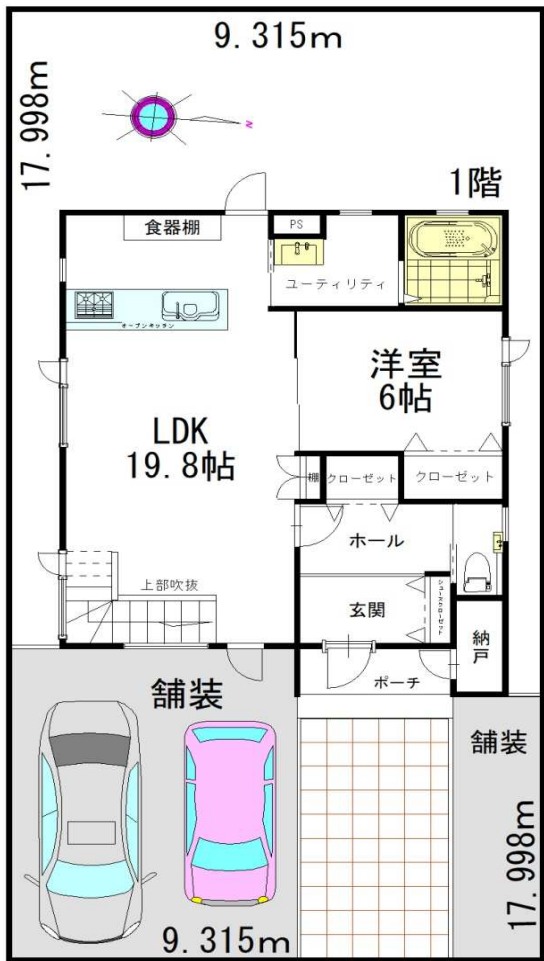 9.315m
17.998m
N
1階
食器棚
PS
ユーティリティ
オープンキッチン
洋室
6帖
LDK
19.8帖
棚
クローゼット
クローゼット
ホール
上部吹抜
玄関
シューズクローゼット
納戸
ポーチ
舗装
舗装
17.998m
9.315m